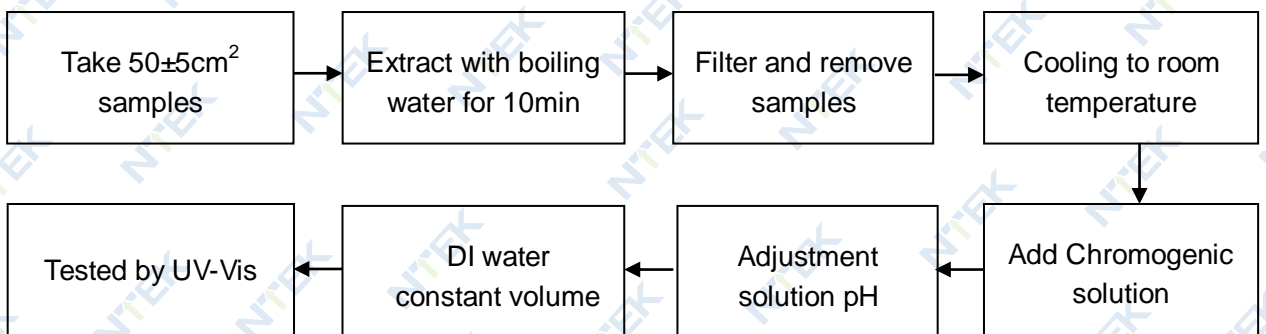 Take 50±5cm²
samples
Extract with boiling
water for 10min
Filter and remove
samples
Cooling to room
temperature
Add Chromogenic
solution
Adjustment
solution pH
DI water
constant volume
Tested by UV-Vis
NTEK